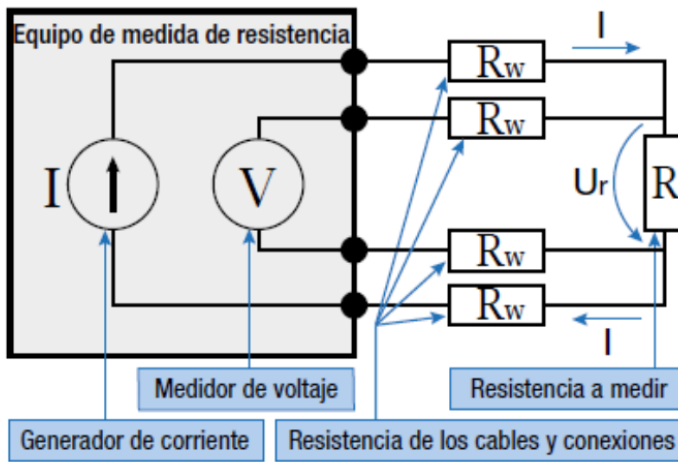 Equipo de medida de resistencia
I
Rw
Rw
I
V
Ur
R
Rw
Rw
I
Medidor de voltaje
Resistencia a medir
Generador de corriente
Resistencia de los cables y conexiones